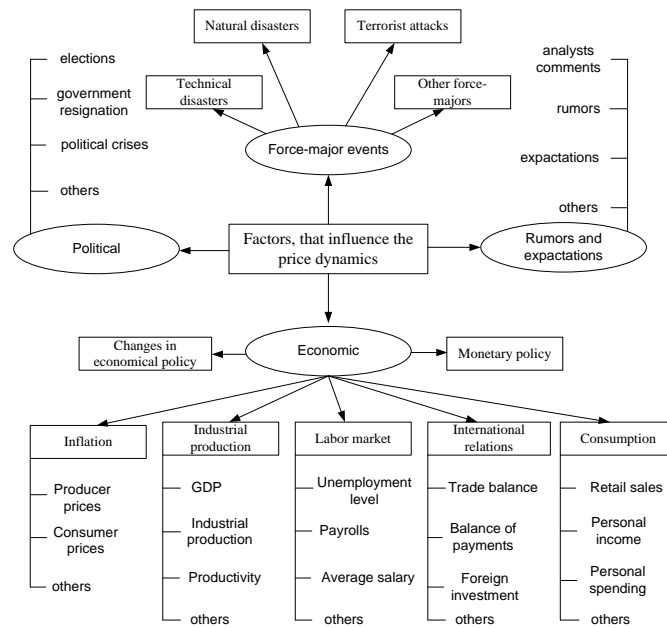 Natural disasters
Terrorist attacks
elections
government
resignation
political crises
others
Technical
disasters
Other force-
majors
analysts
comments
rumors
expactations
others
Force-major events
Political
Factors, that influence the
price dynamics
Rumors and
expactations
Changes in
economical policy
Economic
Monetary policy
Inflation
Industrial
production
Labor market
International
relations
Consumption
Producer
prices
Consumer
prices
others
GDP
Industrial
production
Productivity
others
Unemployment
level
Payrolls
Average salary
others
Trade balance
Balance of
payments
Foreign
investment
others
Retail sales
Personal
income
Personal
spending
others